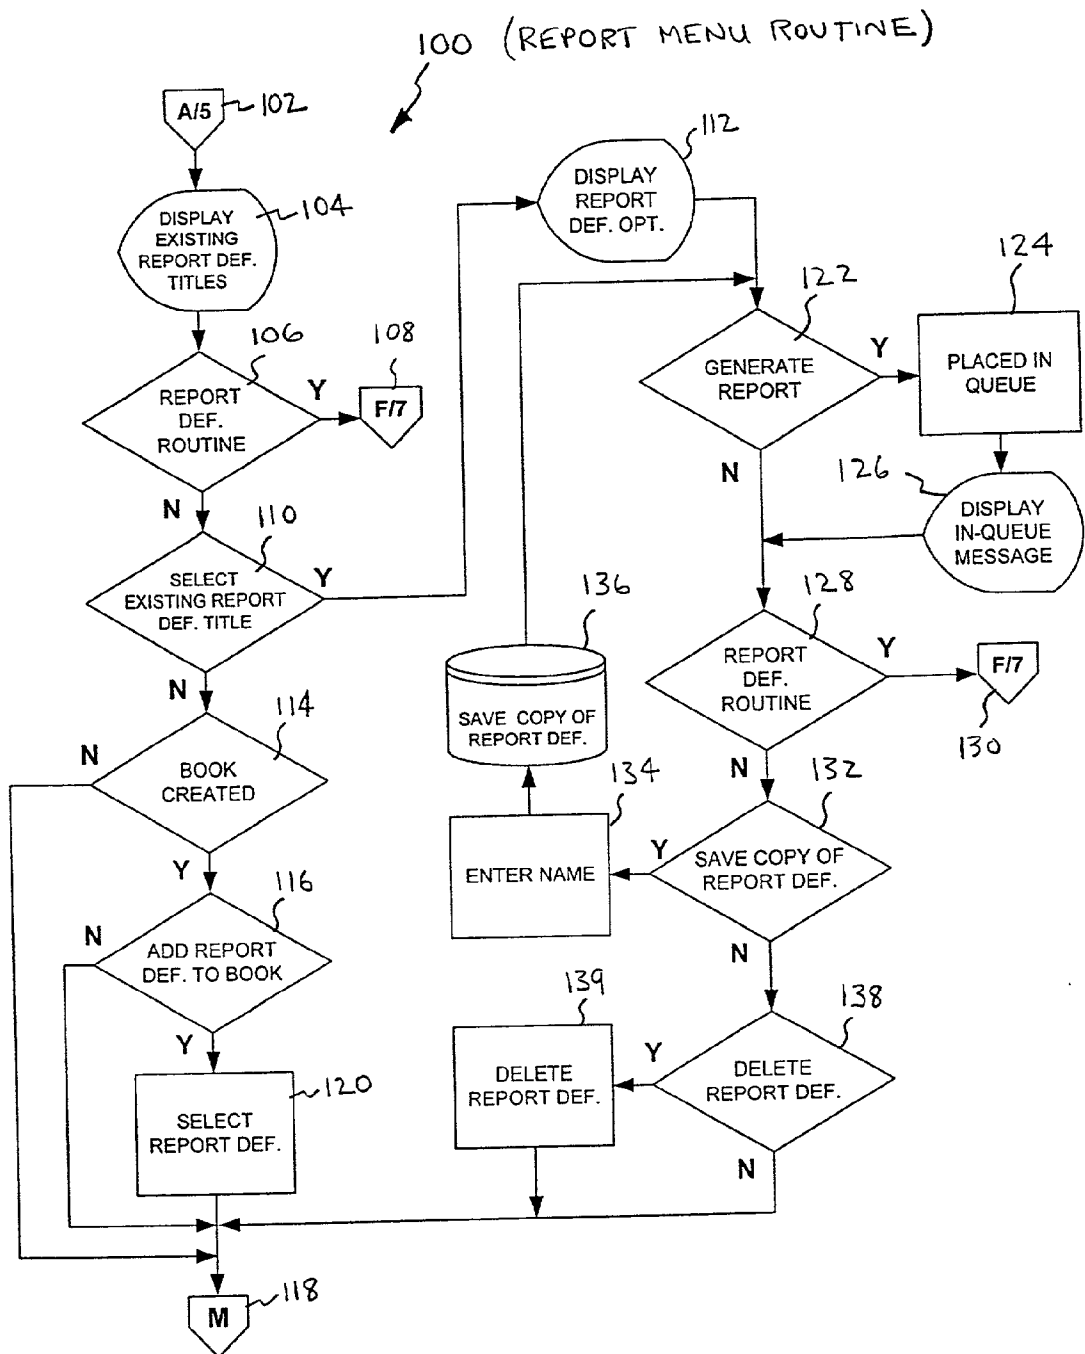 100 (REPORT MENU ROUTINE)
A/5
102
DISPLAY
EXISTING
REPORT DEF.
TITLES
104
REPORT
DEF.
ROUTINE
106
Y
N
F/7
108
SELECT
EXISTING REPORT
DEF. TITLE
110
Y
N
BOOK
CREATED
114
N
Y
ADD REPORT
DEF. TO BOOK
116
N
Y
SELECT
REPORT DEF.
120
M
118
DISPLAY
REPORT
DEF. OPT.
112
GENERATE
REPORT
122
Y
N
PLACED IN
QUEUE
124
DISPLAY
IN-QUEUE
MESSAGE
126
REPORT
DEF.
ROUTINE
128
Y
N
F/7
130
SAVE COPY OF
REPORT DEF.
132
Y
N
ENTER NAME
134
SAVE COPY OF
REPORT DEF.
136
DELETE
REPORT DEF.
138
Y
N
DELETE
REPORT DEF.
139